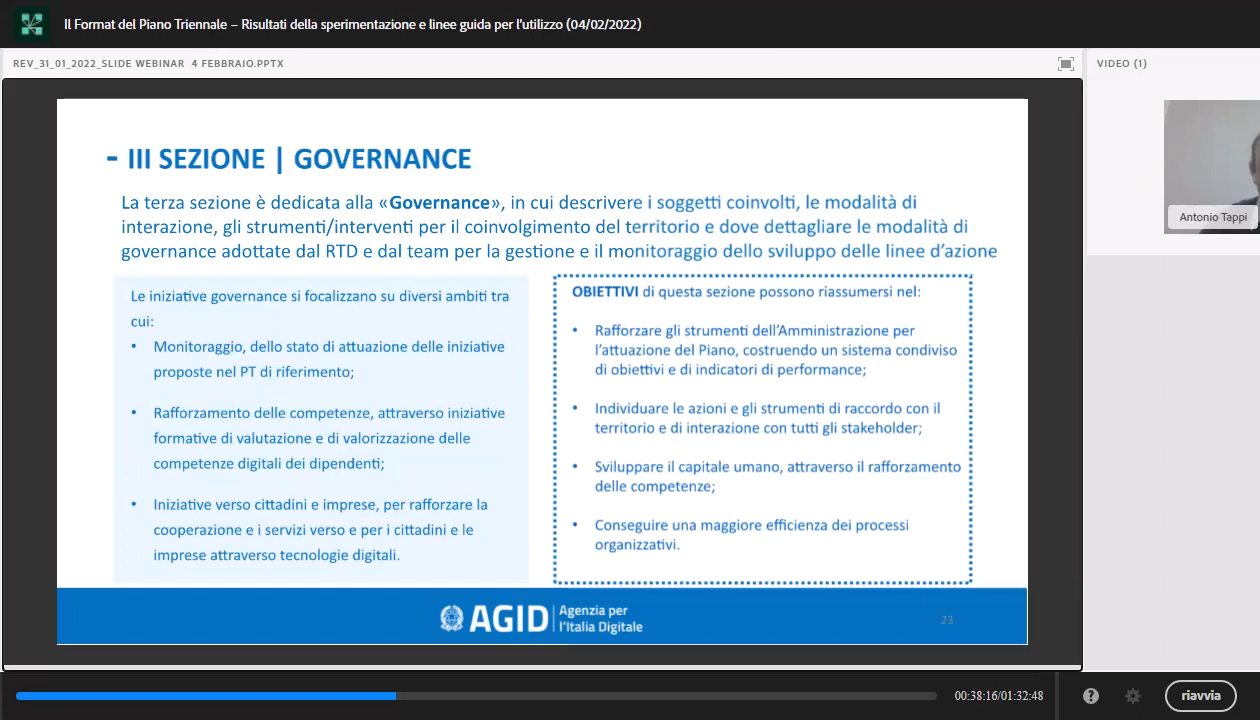 Il Format del Piano Triennale – Risultati della sperimentazione e linee guida per l'utilizzo (04/02/2022)
REV_31_01_2022_SLIDE WEBINAR 4 FEBBRAIO.PPTX
VIDEO (1)
- III SEZIONE | GOVERNANCE
La terza sezione è dedicata alla «Governance», in cui descrivere i soggetti coinvolti, le modalità di
interazione, gli strumenti/interventi per il coinvolgimento del territorio e dove dettagliare le modalità di
governance adottate dal RTD e dal team per la gestione e il monitoraggio dello sviluppo delle linee d'azione
Le iniziative governance si focalizzano su diversi ambiti tra
cui:
• Monitoraggio, dello stato di attuazione delle iniziative
proposte nel PT di riferimento;
• Rafforzamento delle competenze, attraverso iniziative
formative di valutazione e di valorizzazione delle
competenze digitali dei dipendenti;
• Iniziative verso cittadini e imprese, per rafforzare la
cooperazione e i servizi verso e per i cittadini e le
imprese attraverso tecnologie digitali.
OBIETTIVI di questa sezione possono riassumersi nel:
• Rafforzare gli strumenti dell'Amministrazione per
l'attuazione del Piano, costruendo un sistema condiviso
di obiettivi e di indicatori di performance;
• Individuare le azioni e gli strumenti di raccordo con il
territorio e di interazione con tutti gli stakeholder;
• Sviluppare il capitale umano, attraverso il rafforzamento
delle competenze;
• Conseguire una maggiore efficienza dei processi
organizzativi.
Antonio Tappi
AGID
Agenzia per
l'Italia Digitale
23
00:38:16/01:32:48
?
riavvia